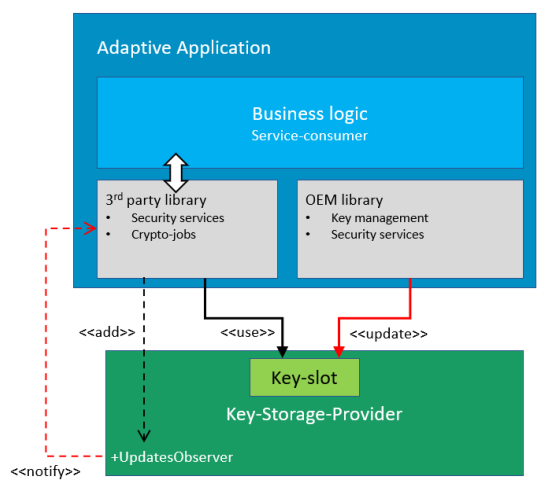 Adaptive Application
Business logic
Service-consumer
3rd party library
• Security services
• Crypto-jobs
OEM library
• Key management
• Security services
<<add>>
<<use>>
<<update>>
Key-slot
Key-Storage-Provider
+UpdatesObserver
<<notify>>